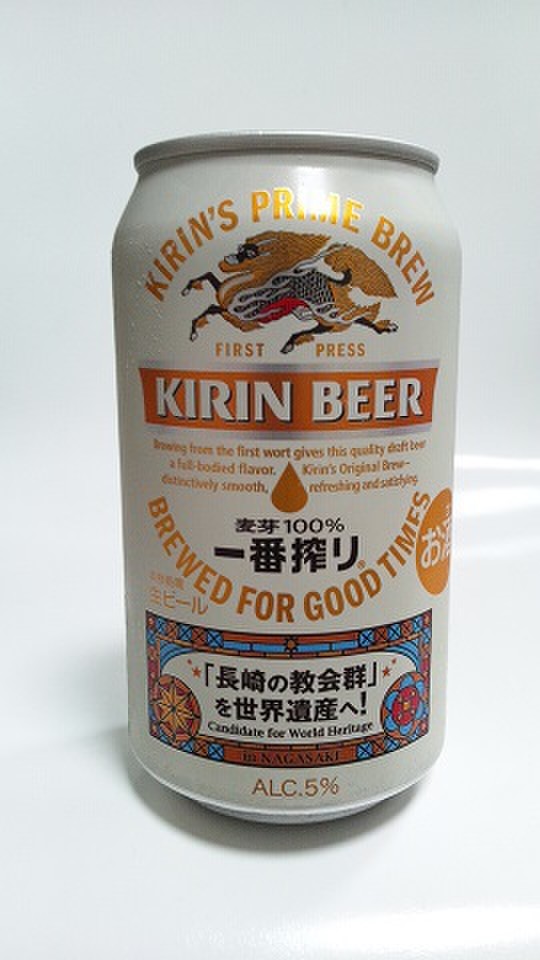 KIRIN'S PRIME BREW
FIRST PRESS
KIRIN BEER
Brewing from the first wort gives this quality draft beer
a full-bodied flavor. Kirin's Original Brew–
distinctively smooth, refreshing and satisfying.
麦芽100%
一番搾り®
BREWED FOR GOOD TIMES
お酒
生ビール
「長崎の教会群」
を世界遺産へ!
Candidate for World Heritage
in NAGASAKI
ALC.5%